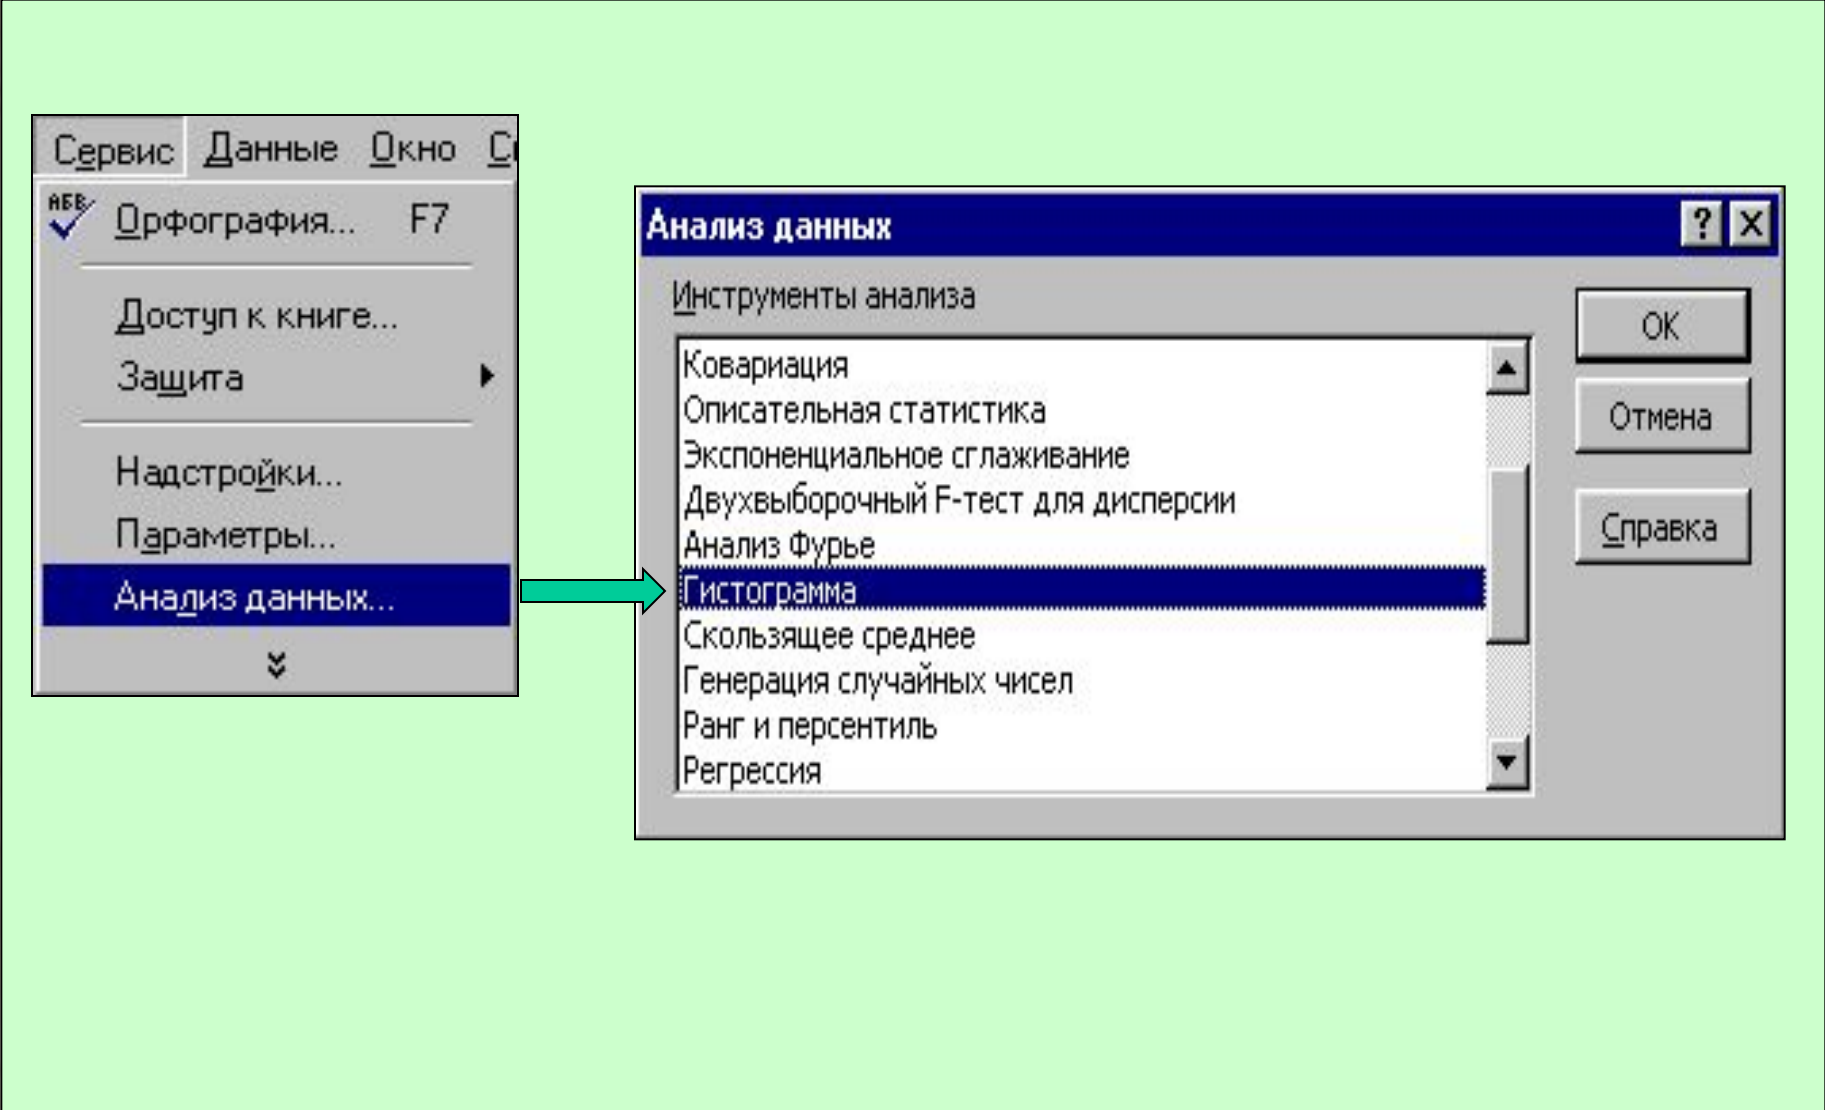 Сервис Данные Окно
АБВ
Орфография... F7
Доступ к книге...
Защита
Надстройки...
Параметры...
Анализ данных...
Анализ данных
Инструменты анализа
Ковариация
Описательная статистика
Экспоненциальное сглаживание
Двухвыборочный F-тест для дисперсии
Анализ Фурье
Гистограмма
Скользящее среднее
Генерация случайных чисел
Ранг и персентиль
Регрессия
OK
Отмена
Справка